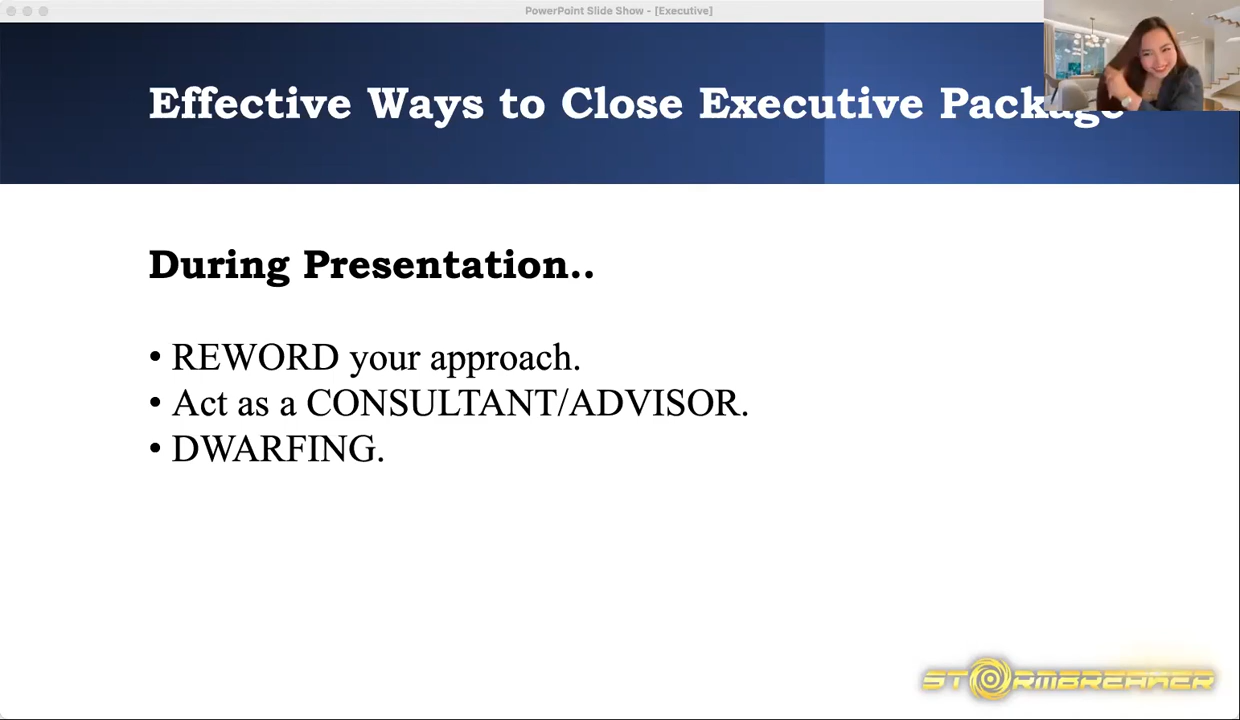 PowerPoint Slide Show - [Executive]
Effective Ways to Close Executive Package
During Presentation..
• REWORD your approach.
• Act as a CONSULTANT/ADVISOR.
• DWARFING.
STORMBREAKER